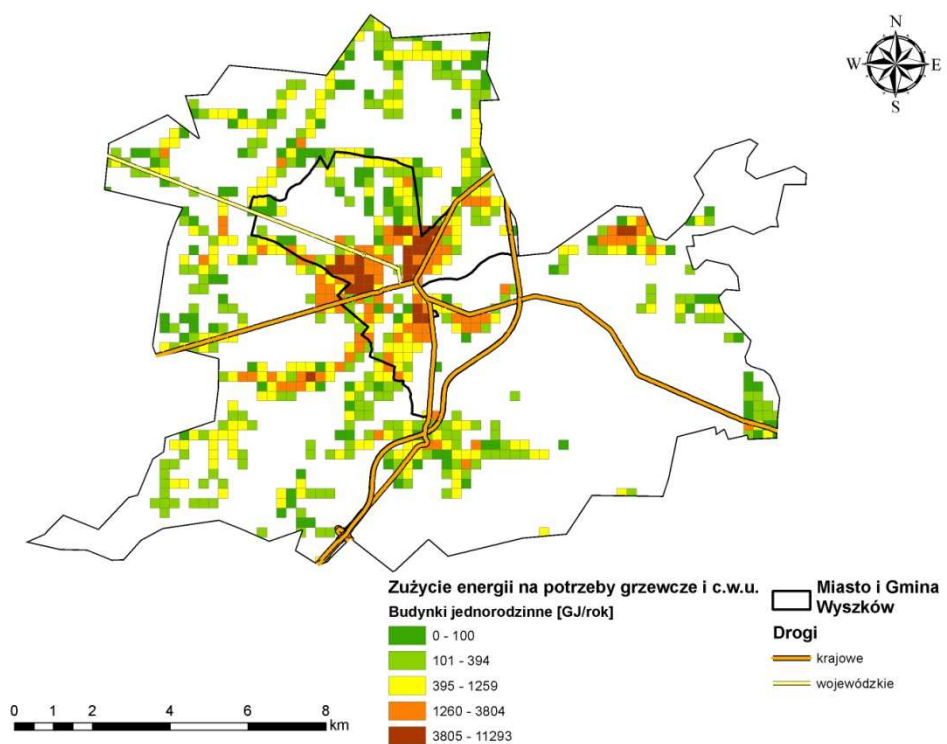 N
W E
S
Zużycie energii na potrzeby grzewcze i c.w.u.
Budynki jednorodzinne [GJ/rok]
0 - 100
101 - 394
395 - 1259
1260 - 3804
3805 - 11293
Miasto i Gmina
Wyszków
Drogi
krajowe
wojewódzkie
0 1 2 4 6 8
km